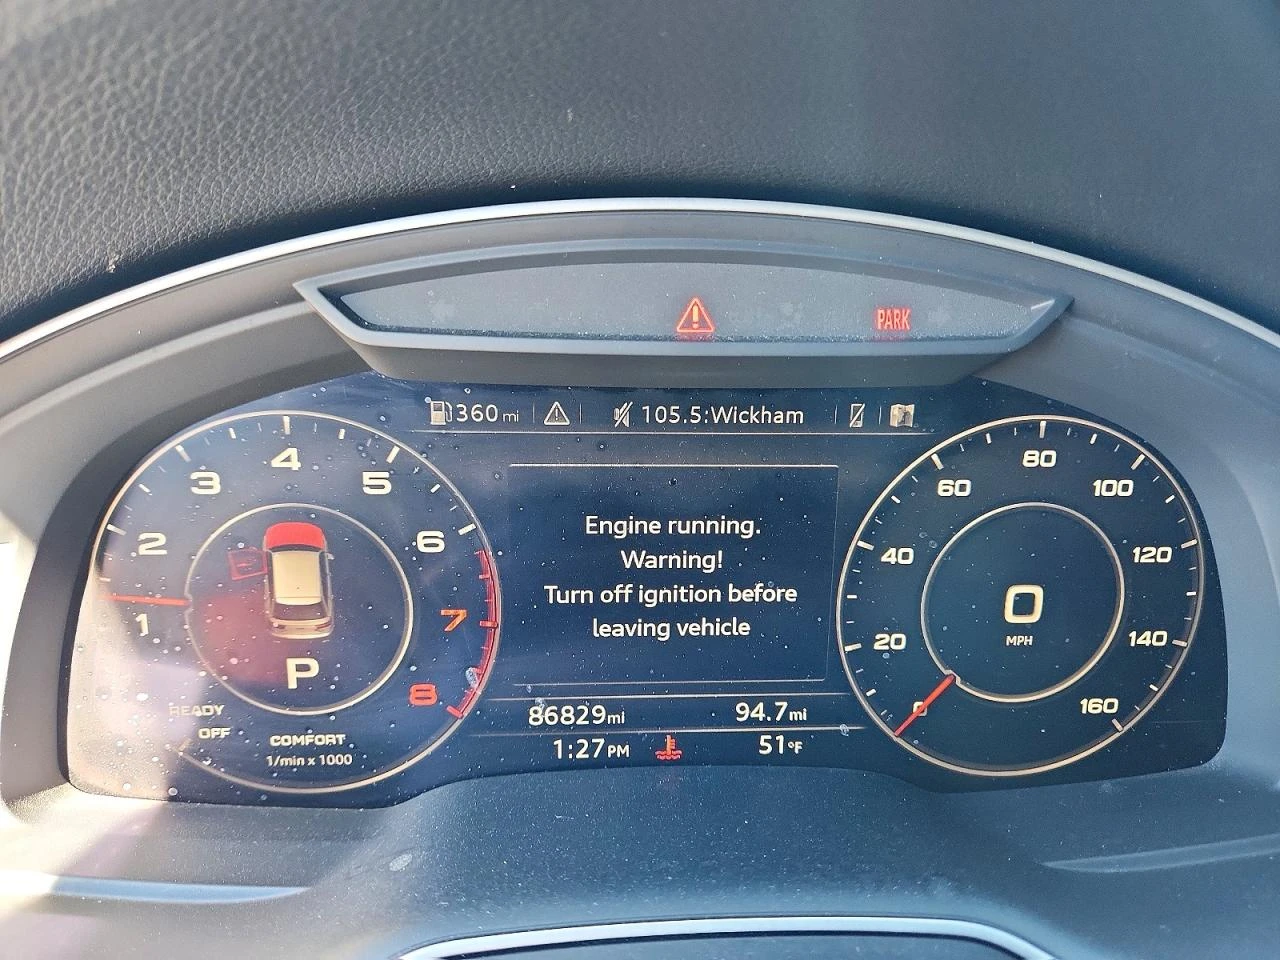 PARK
360 mi
105.5:Wickham
1
2
3
4
5
6
7
8
P
READY
OFF
COMFORT
1/min x 1000
Engine running.
Warning!
Turn off ignition before
leaving vehicle
86829mi 94.7mi
1:27PM 51°F
20
40
60
80
100
120
140
160
0
MPH